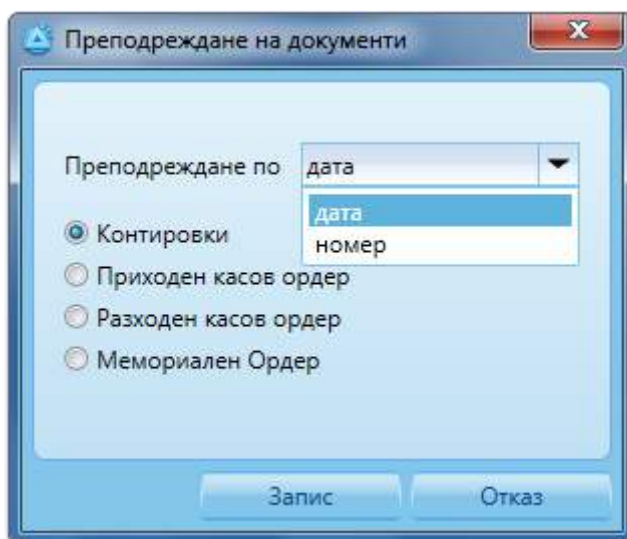 Преподреждане на документи
Преподреждане по дата
дата
номер
Контировки
Приходен касов ордер
Разходен касов ордер
Мемориален Ордер
Запис Отказ